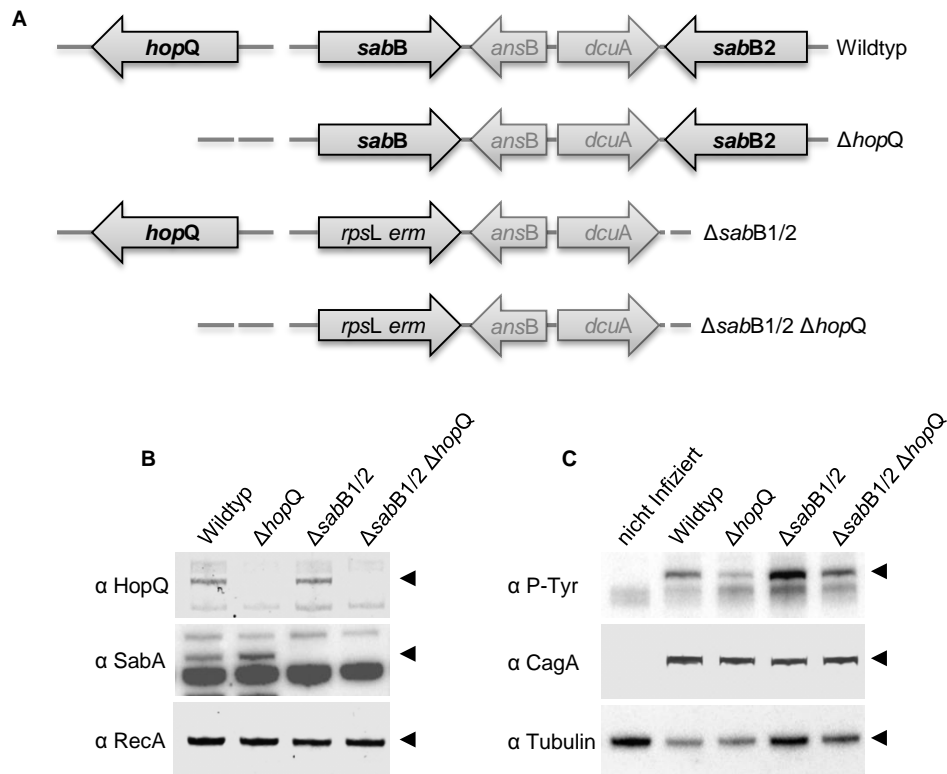 A
hopQ sabB ansB dcuA sabB2 Wildtyp
sabB ansB dcuA sabB2 ΔhopQ
hopQ rpsL erm ansB dcuA ΔsabB1/2
rpsL erm ansB dcuA ΔsabB1/2 ΔhopQ
B
Wildtyp
ΔhopQ
ΔsabB1/2
ΔsabB1/2 ΔhopQ
α HopQ
α SabA
α RecA
C
nicht Infiziert
Wildtyp
ΔhopQ
ΔsabB1/2
ΔsabB1/2 ΔhopQ
α P-Tyr
α CagA
α Tubulin